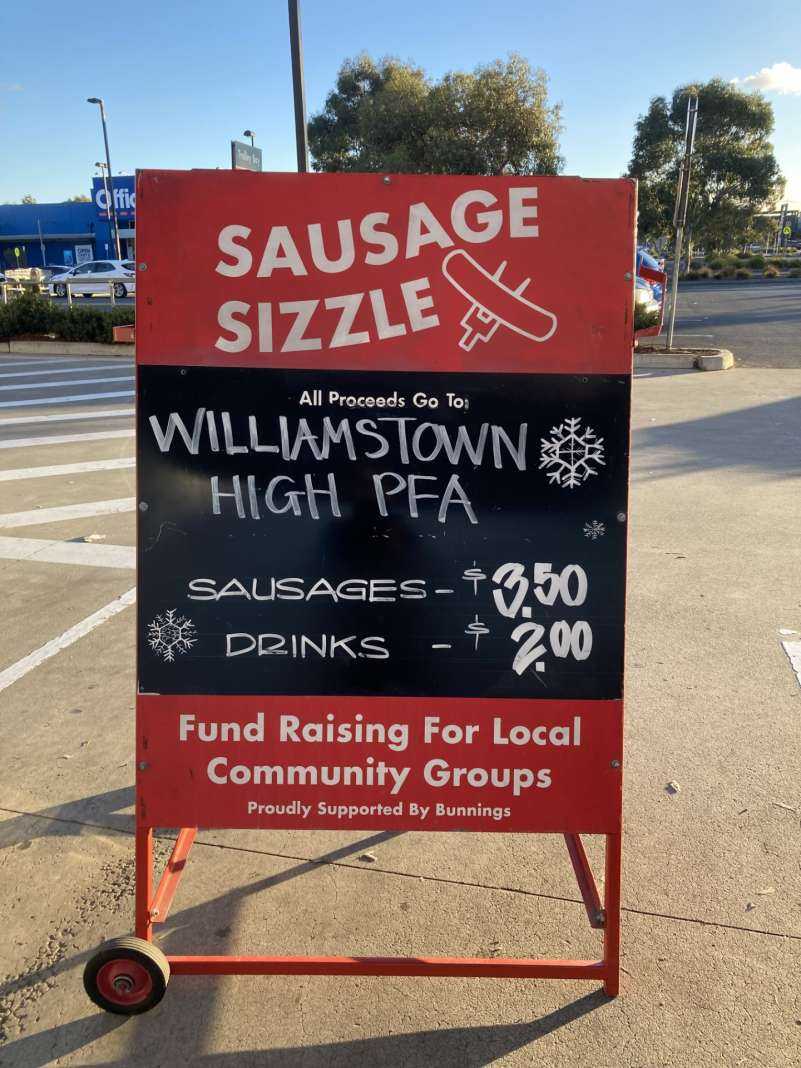 Offic
SAUSAGE
SIZZLE
All Proceeds Go To:
WILLIAMSTOWN
HIGH PFA
SAUSAGES - $3.50
DRINKS - $2.00
Fund Raising For Local
Community Groups
Proudly Supported By Bunnings